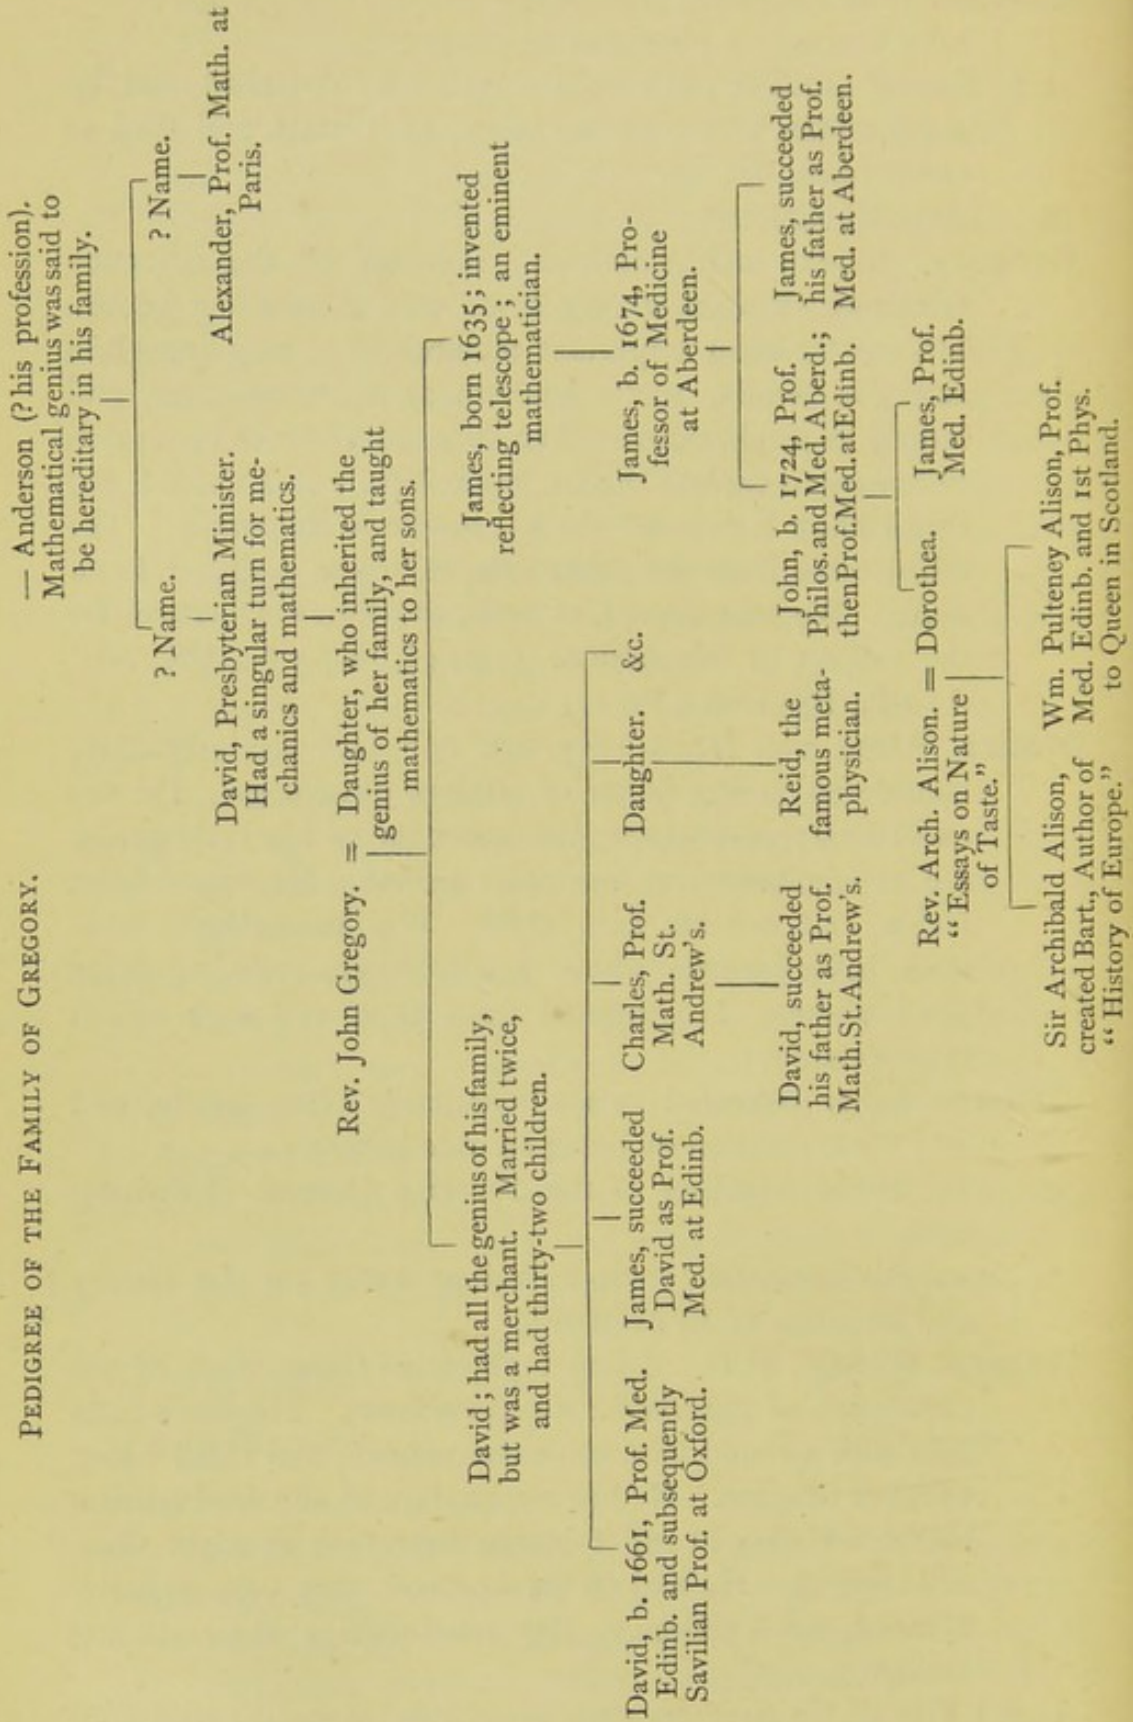 PEDIGREE OF THE FAMILY OF GREGORY.
— Anderson (? his profession).
Mathematical genius was said to
be hereditary in his family.
? Name.
? Name.
David, Presbyterian Minister.
Had a singular turn for me-
chanics and mathematics.
Alexander, Prof. Math. at
Paris.
Rev. John Gregory. = Daughter, who inherited the
genius of her family, and taught
mathematics to her sons.
David; had all the genius of his family,
but was a merchant. Married twice,
and had thirty-two children.
James, born 1635; invented
reflecting telescope; an eminent
mathematician.
David, b. 1661, Prof. Med.
Edinb. and subsequently
Savilian Prof. at Oxford.
James, succeeded
David as Prof.
Med. at Edinb.
Charles, Prof.
Math. St.
Andrew's.
Daughter.
&c.
James, b. 1674, Pro-
fessor of Medicine
at Aberdeen.
David, succeeded
his father as Prof.
Math. St. Andrew's.
Reid, the
famous meta-
physician.
John, b. 1724, Prof.
Philos. and Med. Aberd.;
then Prof. Med. at Edinb.
James, succeeded
his father as Prof.
Med. at Aberdeen.
Rev. Arch. Alison. = Dorothea.
"Essays on Nature
of Taste."
James, Prof.
Med. Edinb.
Sir Archibald Alison,
created Bart., Author of
"History of Europe."
Wm. Pulteney Alison, Prof.
Med. Edinb. and 1st Phys.
to Queen in Scotland.